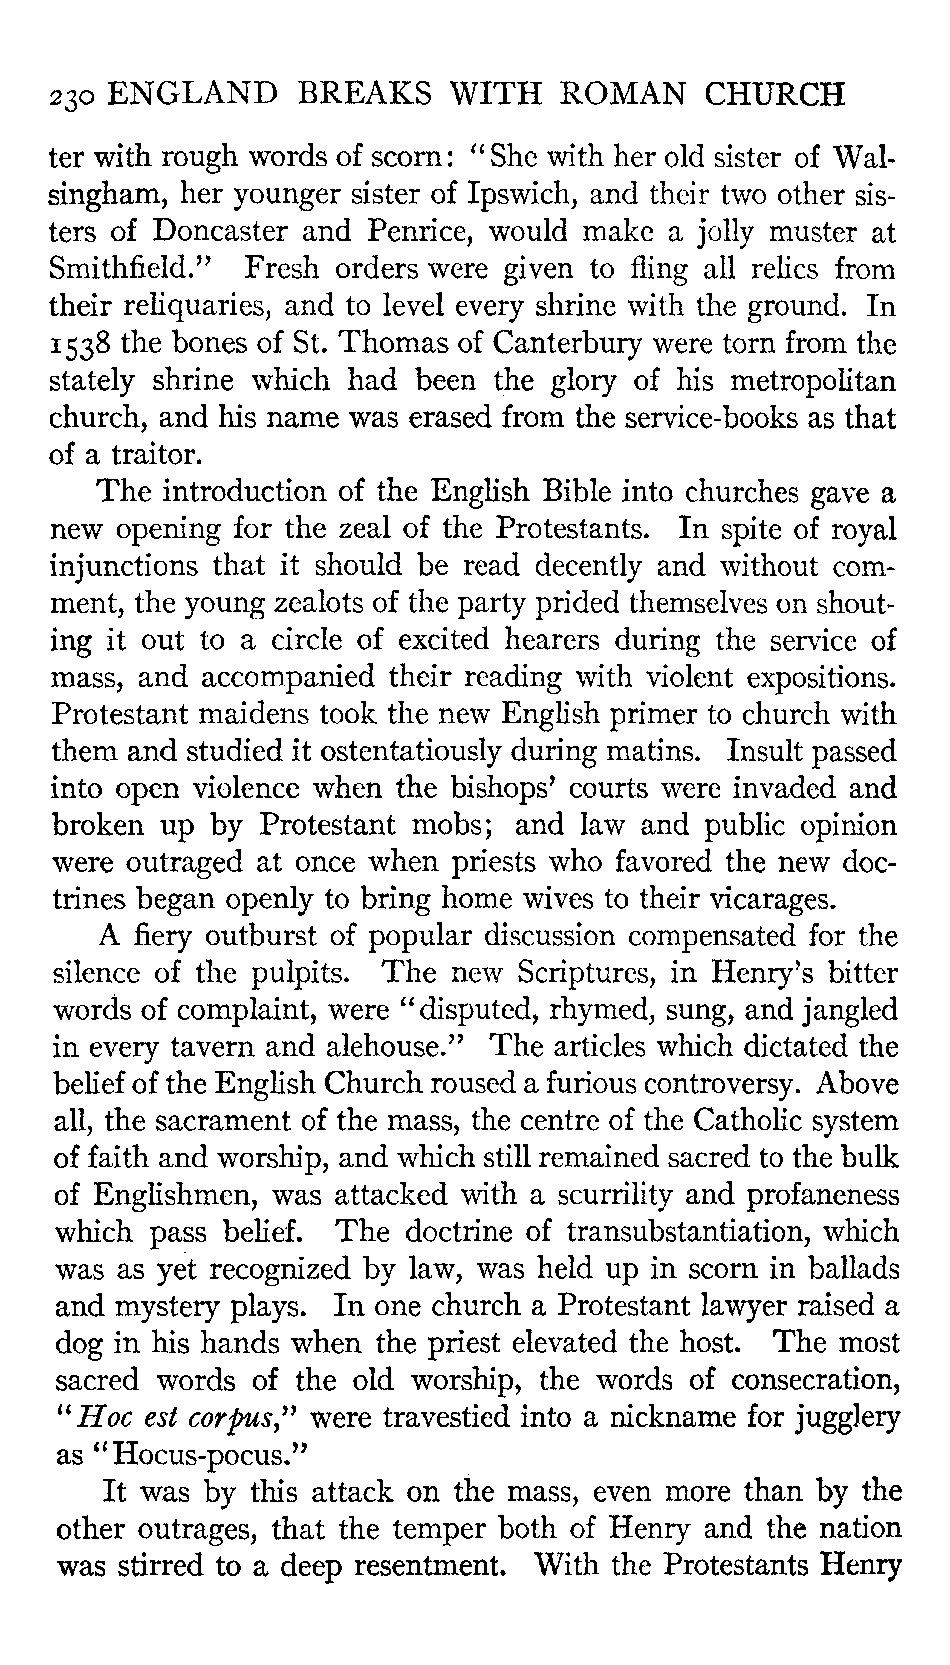 230 ENGLAND BREAKS WITH ROMAN CHURCH
ter with rough words of scorn: "She with her old sister of Wal-
singham, her younger sister of Ipswich, and their two other sis-
ters of Doncaster and Penrice, would make a jolly muster at
Smithfield." Fresh orders were given to fling all relics from
their reliquaries, and to level every shrine with the ground. In
1538 the bones of St. Thomas of Canterbury were torn from the
stately shrine which had been the glory of his metropolitan
church, and his name was erased from the service-books as that
of a traitor.
The introduction of the English Bible into churches gave a
new opening for the zeal of the Protestants. In spite of royal
injunctions that it should be read decently and without com-
ment, the young zealots of the party prided themselves on shout-
ing it out to a circle of excited hearers during the service of
mass, and accompanied their reading with violent expositions.
Protestant maidens took the new English primer to church with
them and studied it ostentatiously during matins. Insult passed
into open violence when the bishops' courts were invaded and
broken up by Protestant mobs; and law and public opinion
were outraged at once when priests who favored the new doc-
trines began openly to bring home wives to their vicarages.
A fiery outburst of popular discussion compensated for the
silence of the pulpits. The new Scriptures, in Henry's bitter
words of complaint, were "disputed, rhymed, sung, and jangled
in every tavern and alehouse." The articles which dictated the
belief of the English Church roused a furious controversy. Above
all, the sacrament of the mass, the centre of the Catholic system
of faith and worship, and which still remained sacred to the bulk
of Englishmen, was attacked with a scurrility and profaneness
which pass belief. The doctrine of transubstantiation, which
was as yet recognized by law, was held up in scorn in ballads
and mystery plays. In one church a Protestant lawyer raised a
dog in his hands when the priest elevated the host. The most
sacred words of the old worship, the words of consecration,
"Hoc est corpus," were travestied into a nickname for jugglery
as "Hocus-pocus."
It was by this attack on the mass, even more than by the
other outrages, that the temper both of Henry and the nation
was stirred to a deep resentment. With the Protestants Henry